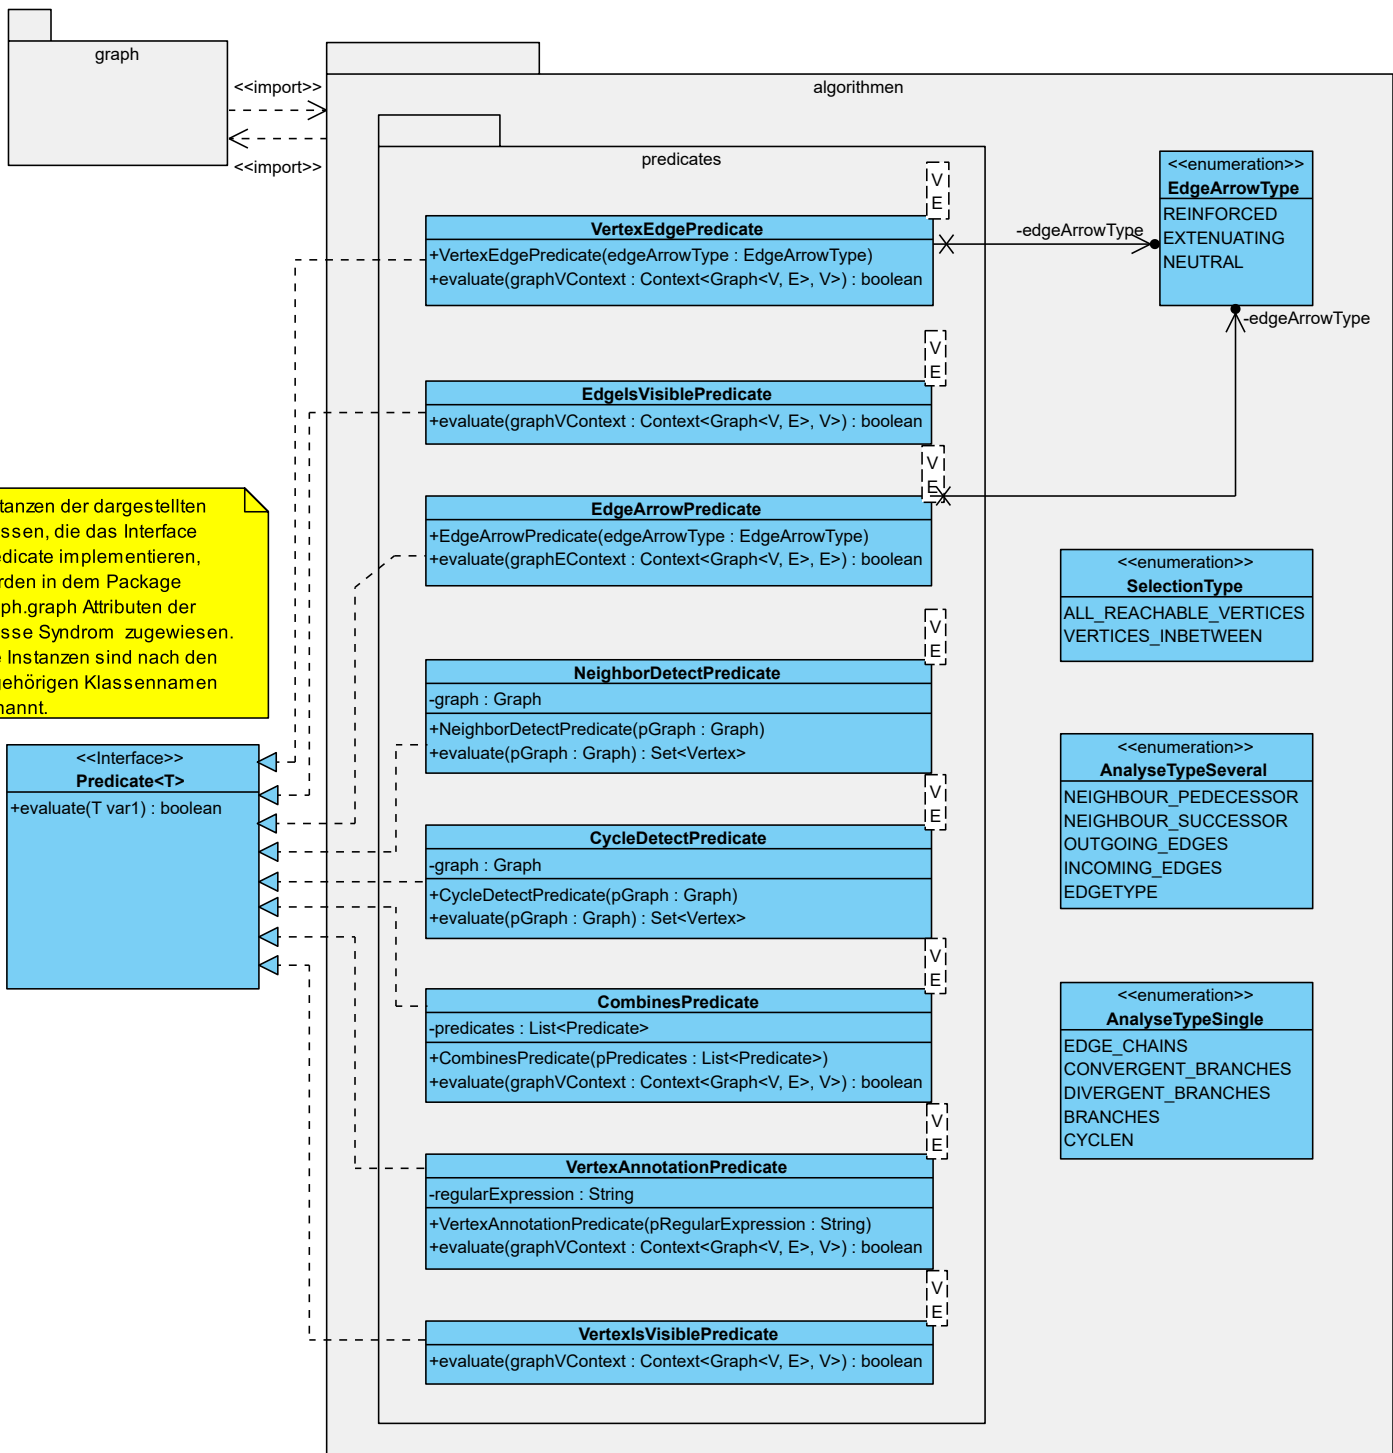 graph
<<import>>
<<import>>
algorithmen
predicates
V
E
VertexEdgePredicate
+VertexEdgePredicate(edgeArrowType : EdgeArrowType)
+evaluate(graphVContext : Context<Graph<V, E>, V>) : boolean
-edgeArrowType
<<enumeration>>
EdgeArrowType
REINFORCED
EXTENUATING
NEUTRAL
-edgeArrowType
V
E
EdgeIsVisiblePredicate
+evaluate(graphVContext : Context<Graph<V, E>, V>) : boolean
V
E
EdgeArrowPredicate
+EdgeArrowPredicate(edgeArrowType : EdgeArrowType)
+evaluate(graphEContext : Context<Graph<V, E>, E>) : boolean
tanzen der dargestellten
ssen, die das Interface
edicate implementieren,
rden in dem Package
ph.graph Attributen der
sse Syndrom zugewiesen.
e Instanzen sind nach den
gehörigen Klassennamen
nannt.
<<enumeration>>
SelectionType
ALL_REACHABLE_VERTICES
VERTICES_INBETWEEN
V
E
NeighborDetectPredicate
-graph : Graph
+NeighborDetectPredicate(pGraph : Graph)
+evaluate(pGraph : Graph) : Set<Vertex>
<<Interface>>
Predicate<T>
+evaluate(T var1) : boolean
<<enumeration>>
AnalyseTypeSeveral
NEIGHBOUR_PEDECESSOR
NEIGHBOUR_SUCCESSOR
OUTGOING_EDGES
INCOMING_EDGES
EDGETYPE
V
E
CycleDetectPredicate
-graph : Graph
+CycleDetectPredicate(pGraph : Graph)
+evaluate(pGraph : Graph) : Set<Vertex>
V
E
CombinesPredicate
-predicates : List<Predicate>
+CombinesPredicate(pPredicates : List<Predicate>)
+evaluate(graphVContext : Context<Graph<V, E>, V>) : boolean
<<enumeration>>
AnalyseTypeSingle
EDGE_CHAINS
CONVERGENT_BRANCHES
DIVERGENT_BRANCHES
BRANCHES
CYCLEN
V
E
VertexAnnotationPredicate
-regularExpression : String
+VertexAnnotationPredicate(pRegularExpression : String)
+evaluate(graphVContext : Context<Graph<V, E>, V>) : boolean
V
E
VertexIsVisiblePredicate
+evaluate(graphVContext : Context<Graph<V, E>, V>) : boolean